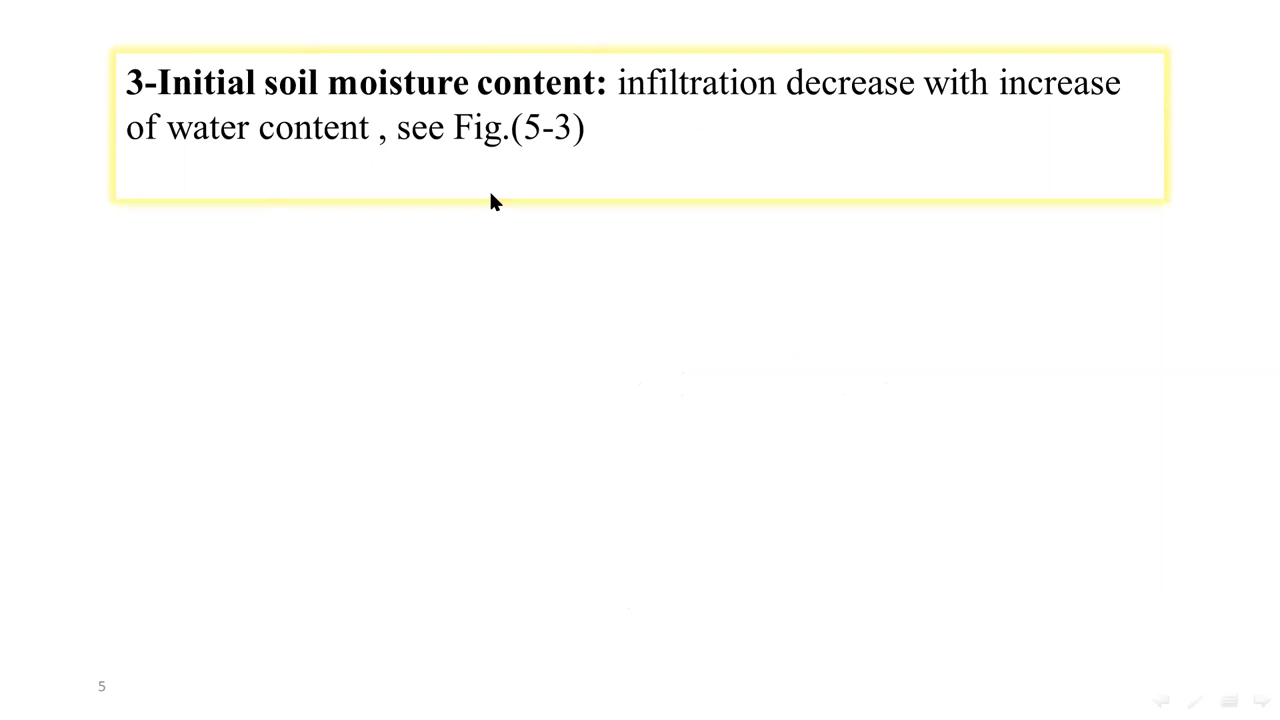 3-Initial soil moisture content: infiltration decrease with increase
of water content , see Fig.(5-3)
5